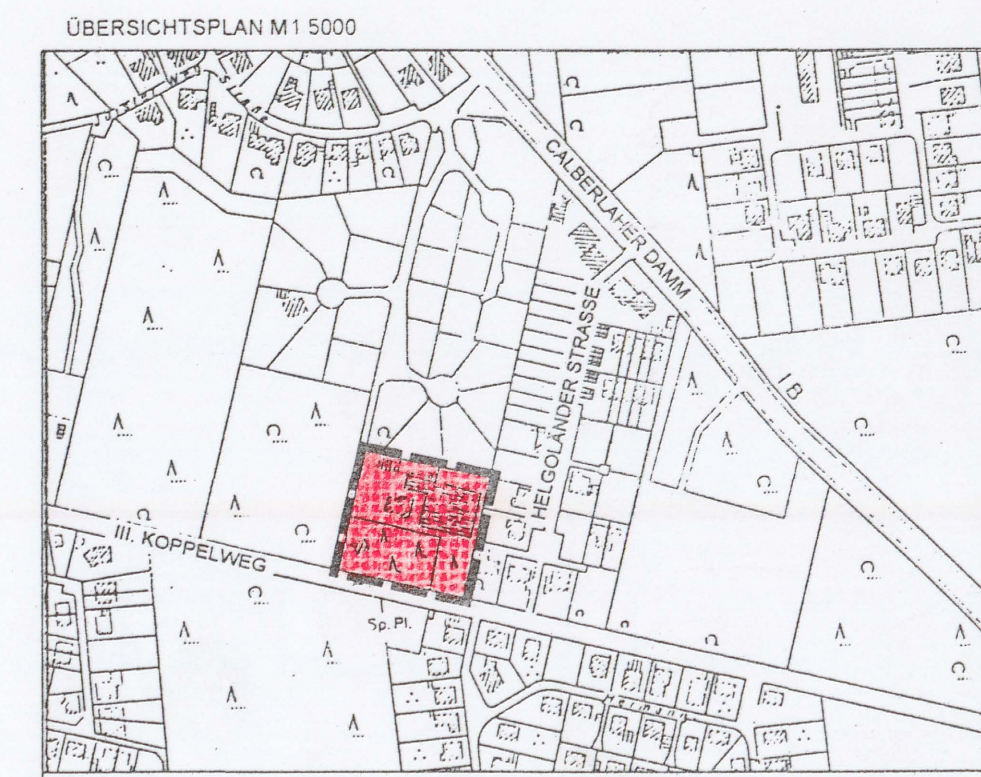 ÜBERSICHTSPLAN M 1 5000
CALBERLAHER DAMM
HELGOLÄNDER STRASSE
III. KOPPELWEG
Sp. Pl.